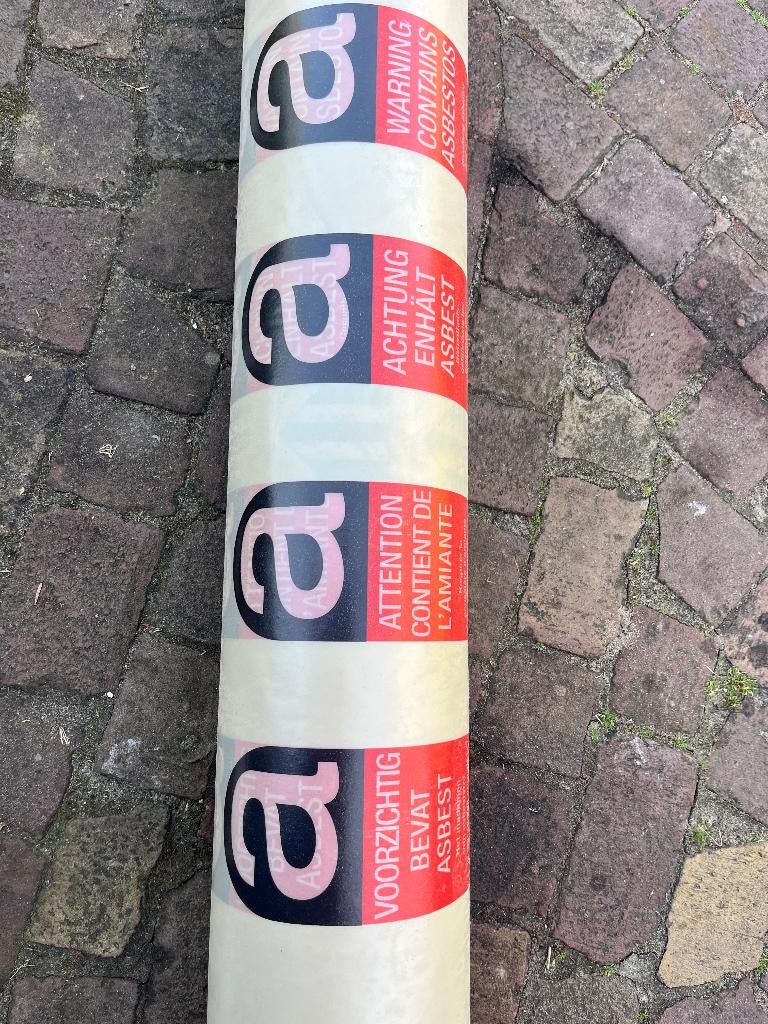 a
WARNING
CONTAINS
ASBESTOS
a
ACHTUNG
ENHÄLT
ASBEST
a
ATTENTION
CONTIENT DE
L'AMIANTE
a
VOORZICHTIG
BEVAT
ASBEST